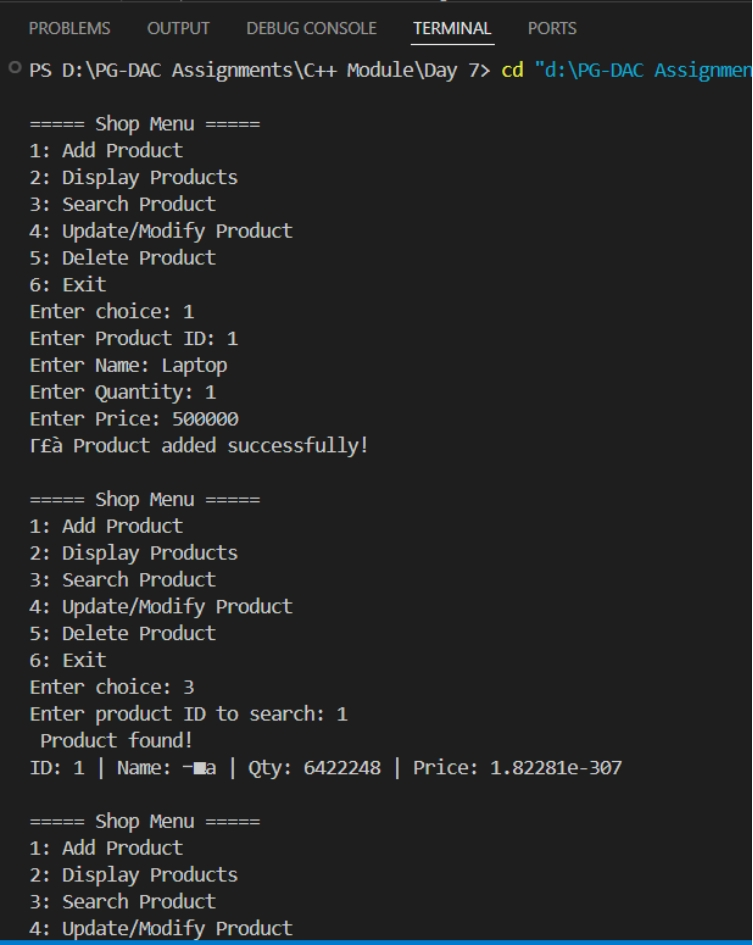 PROBLEMS OUTPUT DEBUG CONSOLE TERMINAL PORTS
PS D:\PG-DAC Assignments\C++ Module\Day 7> cd "d:\PG-DAC Assignmen
===== Shop Menu =====
1: Add Product
2: Display Products
3: Search Product
4: Update/Modify Product
5: Delete Product
6: Exit
Enter choice: 1
Enter Product ID: 1
Enter Name: Laptop
Enter Quantity: 1
Enter Price: 500000
Γ£à Product added successfully!
===== Shop Menu =====
1: Add Product
2: Display Products
3: Search Product
4: Update/Modify Product
5: Delete Product
6: Exit
Enter choice: 3
Enter product ID to search: 1
Product found!
ID: 1 | Name: ¬■a | Qty: 6422248 | Price: 1.82281e-307
===== Shop Menu =====
1: Add Product
2: Display Products
3: Search Product
4: Update/Modify Product